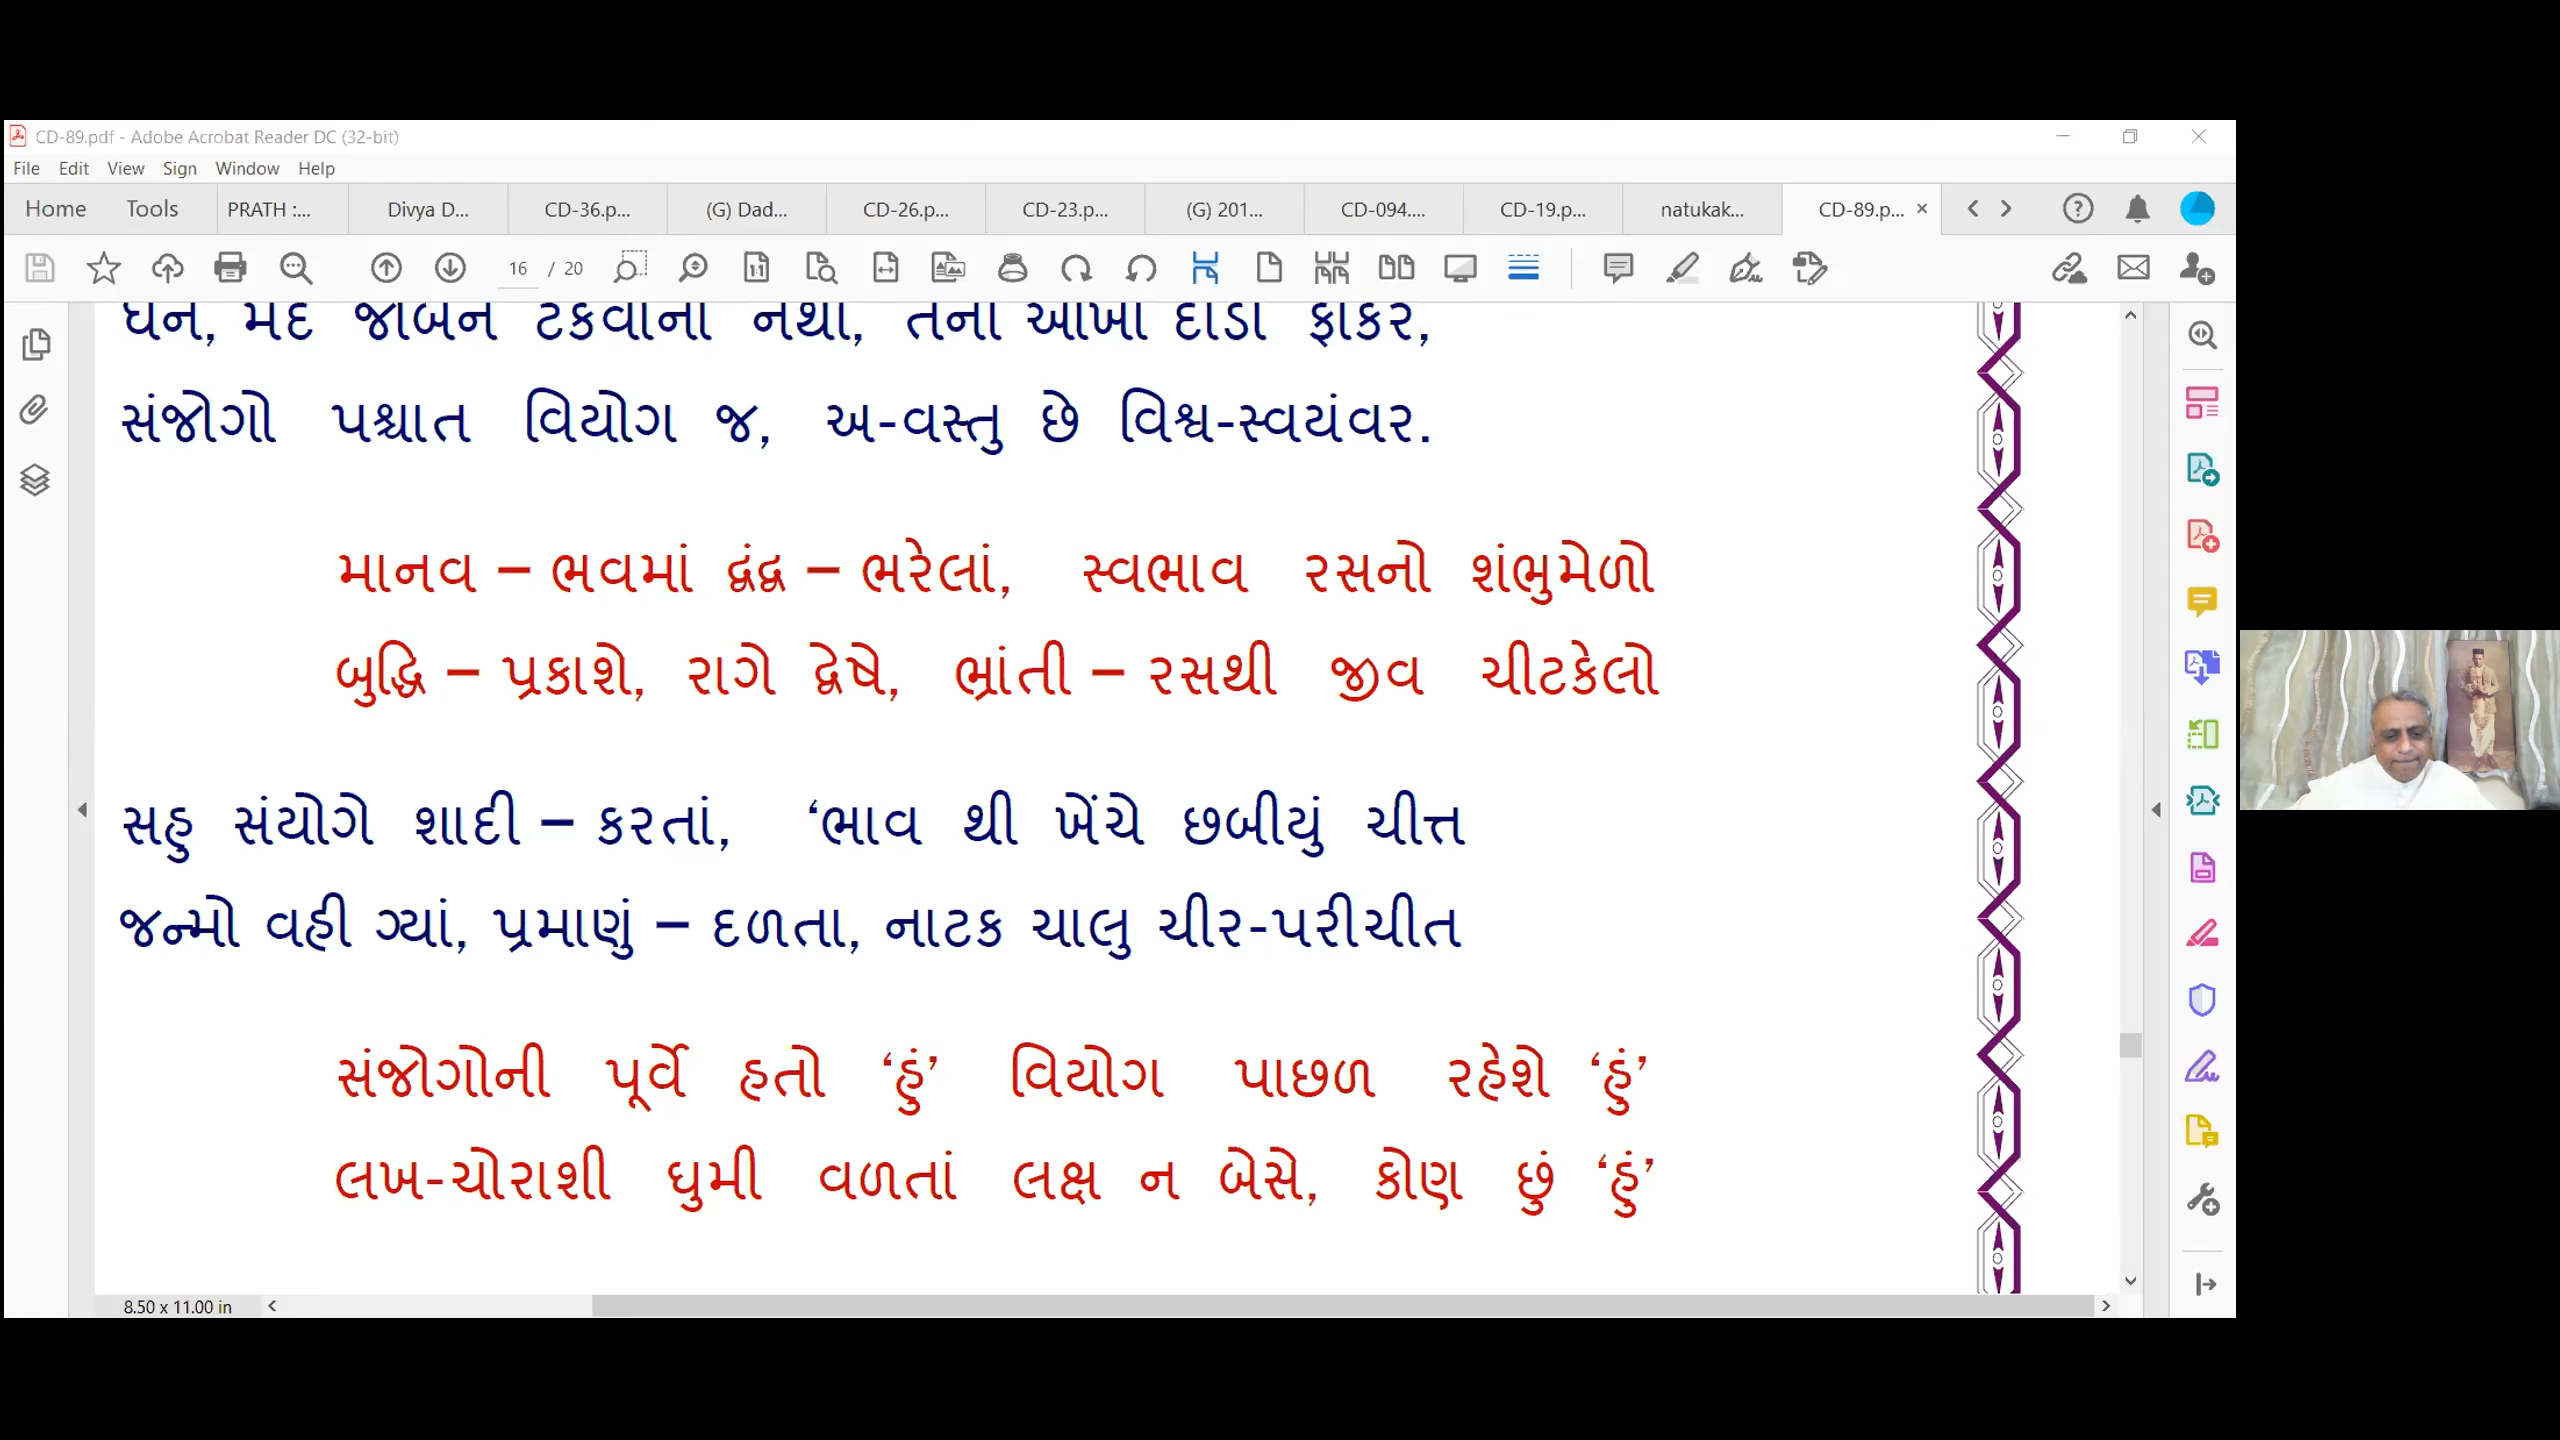 CD-89.pdf - Adobe Acrobat Reader DC (32-bit)
File Edit View Sign Window Help
Home Tools PRATH :... Divya D... CD-36.p... (G) Dad... CD-26.p... CD-23.p... (G) 201... CD-094.... CD-19.p... natukak... CD-89.p...
16 / 20
સંજોગો પશ્ચાત વિયોગ જ, અ-વસ્તુ છે વિશ્વ-સ્વયંવર.
માનવ – ભવમાં દ્વંદ્વ – ભરેલાં, સ્વભાવ રસનો શંભુમેળો
બુદ્ધિ – પ્રકાશે, રાગે દ્વેષે, ભ્રાંતી – રસથી જીવ ચીટકેલો
સહુ સંયોગે શાદી – કરતાં, ‘ભાવ થી ખેંચે છબીયું ચીત્ત
જન્મો વહી ગ્યાં, પ્રમાણું – દળતા, નાટક ચાલુ ચીર-પરીચીત
સંજોગોની પૂર્વે હતો ‘હું’ વિયોગ પાછળ રહેશે ‘હું’
લખ-ચોરાશી ઘુમી વળતાં લક્ષ ન બેસે, કોણ છું ‘હું’
8.50 x 11.00 in